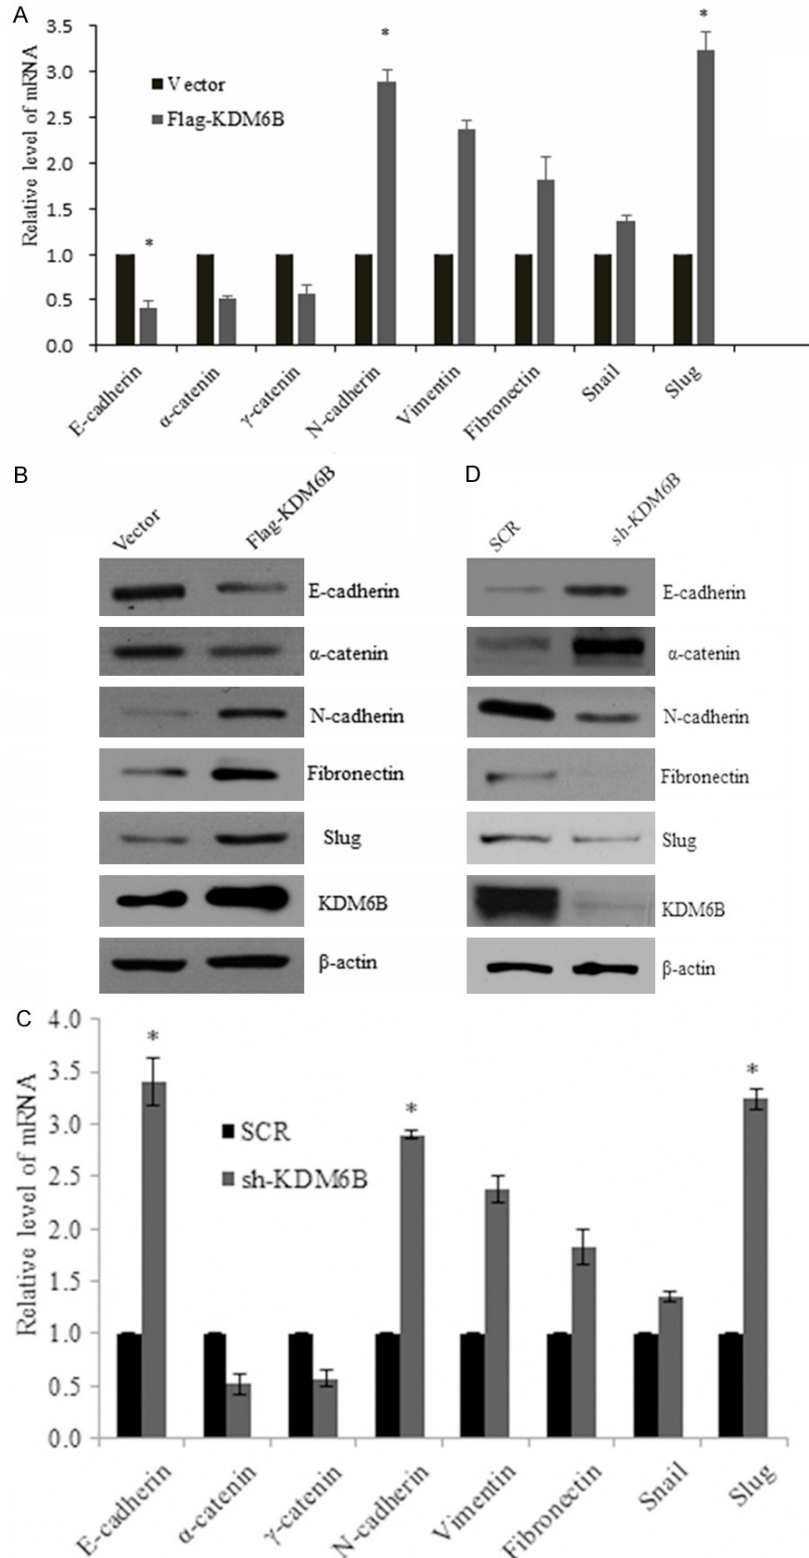 A
Relative level of mRNA
3.5
3.0
2.5
2.0
1.5
1.0
0.5
0.0
Vector
Flag-KDM6B
*
*
*
E-cadherin
α-catenin
γ-catenin
N-cadherin
Vimentin
Fibronectin
Snail
Slug
B
Vector
Flag-KDM6B
E-cadherin
α-catenin
N-cadherin
Fibronectin
Slug
KDM6B
β-actin
D
SCR
sh-KDM6B
E-cadherin
α-catenin
N-cadherin
Fibronectin
Slug
KDM6B
β-actin
C
Relative level of mRNA
4.0
3.5
3.0
2.5
2.0
1.5
1.0
0.5
0.0
SCR
sh-KDM6B
*
*
*
E-cadherin
α-catenin
γ-catenin
N-cadherin
Vimentin
Fibronectin
Snail
Slug